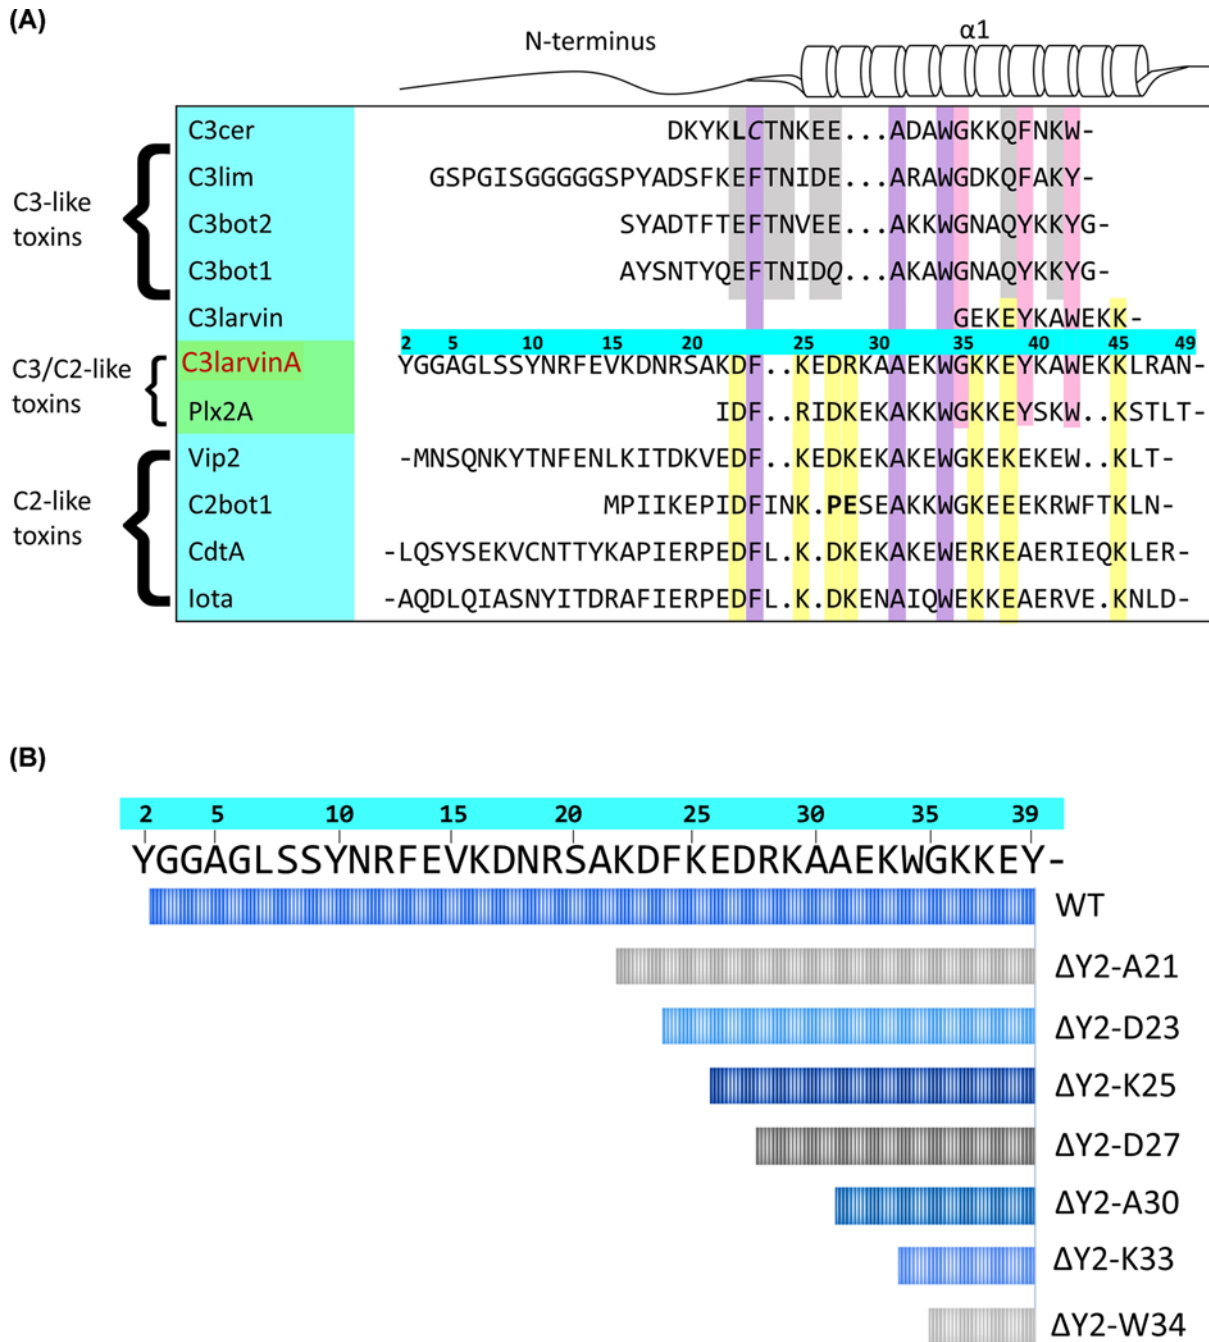 (A)
N-terminus
α1
C3-like toxins
C3cer DKYKLCTNKEE...ADAWGKKQFNKW-
C3lim GSPGISGGGGGSPYADSFKEFTNIDE...ARAWGDKQFAKY-
C3bot2 SYADTFTEFTNVEE...AKKWGNAQYKKYG-
C3bot1 AYSNTYQEFTNIDQ...AKAWGNAQYKKYG-
C3larvin GEKEYKAWEKK-
2 5 10 15 20 25 30 35 40 45 49
C3/C2-like toxins
C3larvinA YGGAGLSSYNRFEVKDNRSAKDF..KEDRKAAEKWGKKEYKAWEKKLRAN-
Plx2A IDF..RIDKEKAKKWGKKEYSKW..KSTLT-
C2-like toxins
Vip2 -MNSQNKYTNFENLKITDKVEDF..KEDKEKAKEWGKEKEKEW..KLT-
C2bot1 MPIIKEPIDFINK.PESEAKKWGKEEEKRWFTKLN-
CdtA -LQSYSEKVCNTTYKAPIERPEDFL.K.DKEKAKEWERKEAERIEQKLER-
Iota -AQDLQIASNYITDRAFIERPEDFL.K.DKENAIQWEKKEAERVE.KNLD-
(B)
2 5 10 15 20 25 30 35 39
YGGAGLSSYNRFEVKDNRSAKDFKEDRKAAEKWGKKEY-
WT
ΔY2-A21
ΔY2-D23
ΔY2-K25
ΔY2-D27
ΔY2-A30
ΔY2-K33
ΔY2-W34